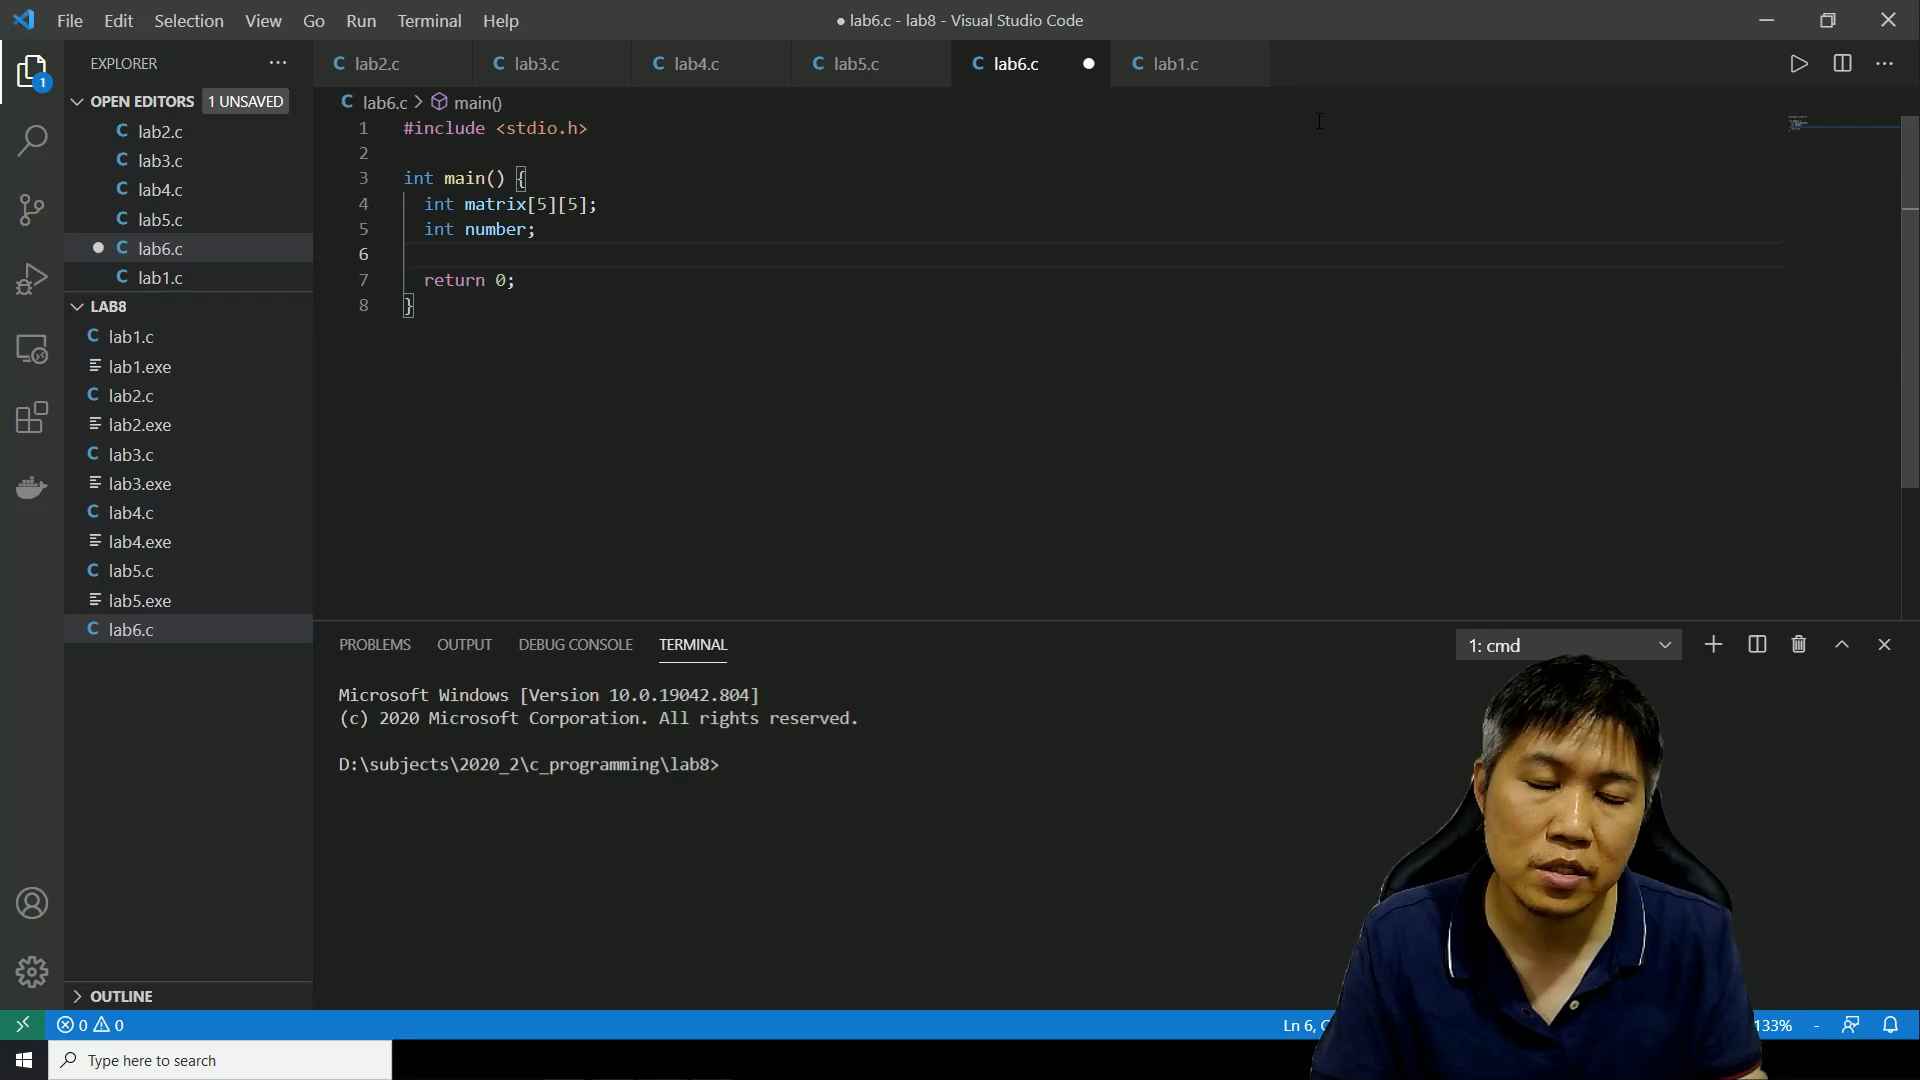 File Edit Selection View Go Run Terminal Help
● lab6.c - lab8 - Visual Studio Code
EXPLORER
1
OPEN EDITORS 1 UNSAVED
C lab2.c
C lab3.c
C lab4.c
C lab5.c
C lab6.c
C lab1.c
LAB8
C lab1.c
lab1.exe
C lab2.c
lab2.exe
C lab3.c
lab3.exe
C lab4.c
lab4.exe
C lab5.c
lab5.exe
C lab6.c
OUTLINE
C lab2.c C lab3.c C lab4.c C lab5.c C lab6.c C lab1.c
C lab6.c > main()
1 #include <stdio.h>
2
3 int main() {
4 int matrix[5][5];
5 int number;
6
7 return 0;
8 }
PROBLEMS OUTPUT DEBUG CONSOLE TERMINAL
1: cmd
Microsoft Windows [Version 10.0.19042.804]
(c) 2020 Microsoft Corporation. All rights reserved.
D:\subjects\2020_2\c_programming\lab8>
0 0
Ln 6,
133% -
Type here to search